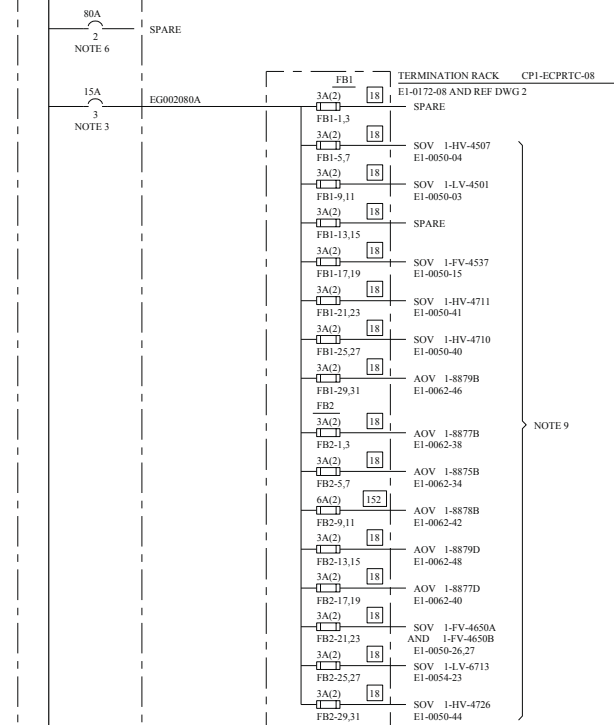 80A
2
NOTE 6
SPARE
15A
3
NOTE 3
EG002080A
FB1
TERMINATION RACK CP1-ECPRTC-08
E1-0172-08 AND REF DWG 2
3A(2) 18
FB1-1,3
SPARE
3A(2) 18
FB1-5,7
SOV 1-HV-4507
E1-0050-04
3A(2) 18
FB1-9,11
SOV 1-LV-4501
E1-0050-03
3A(2) 18
FB1-13,15
SPARE
3A(2) 18
FB1-17,19
SOV 1-FV-4537
E1-0050-15
3A(2) 18
FB1-21,23
SOV 1-HV-4711
E1-0050-41
3A(2) 18
FB1-25,27
SOV 1-HV-4710
E1-0050-40
3A(2) 18
FB1-29,31
AOV 1-8879B
E1-0062-46
FB2
3A(2) 18
FB2-1,3
AOV 1-8877B
E1-0062-38
NOTE 9
3A(2) 18
FB2-5,7
AOV 1-8875B
E1-0062-34
6A(2) 152
FB2-9,11
AOV 1-8878B
E1-0062-42
3A(2) 18
FB2-13,15
AOV 1-8879D
E1-0062-48
3A(2) 18
FB2-17,19
AOV 1-8877D
E1-0062-40
3A(2) 18
FB2-21,23
SOV 1-FV-4650A
AND 1-FV-4650B
E1-0050-26,27
3A(2) 18
FB2-25,27
SOV 1-LV-6713
E1-0054-23
3A(2) 18
FB2-29,31
SOV 1-HV-4726
E1-0050-44